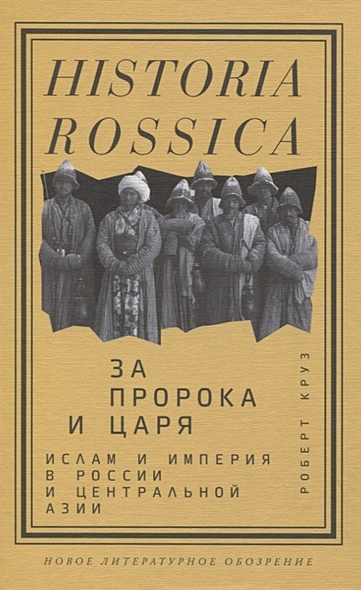 HISTORIA
ROSSICA
ЗА
ПРОРОКА
И ЦАРЯ
ИСЛАМ И ИМПЕРИЯ
В РОССИИ
И ЦЕНТРАЛЬНОЙ
АЗИИ
РОБЕРТ КРУЗ
НОВОЕ ЛИТЕРАТУРНОЕ ОБОЗРЕНИЕ